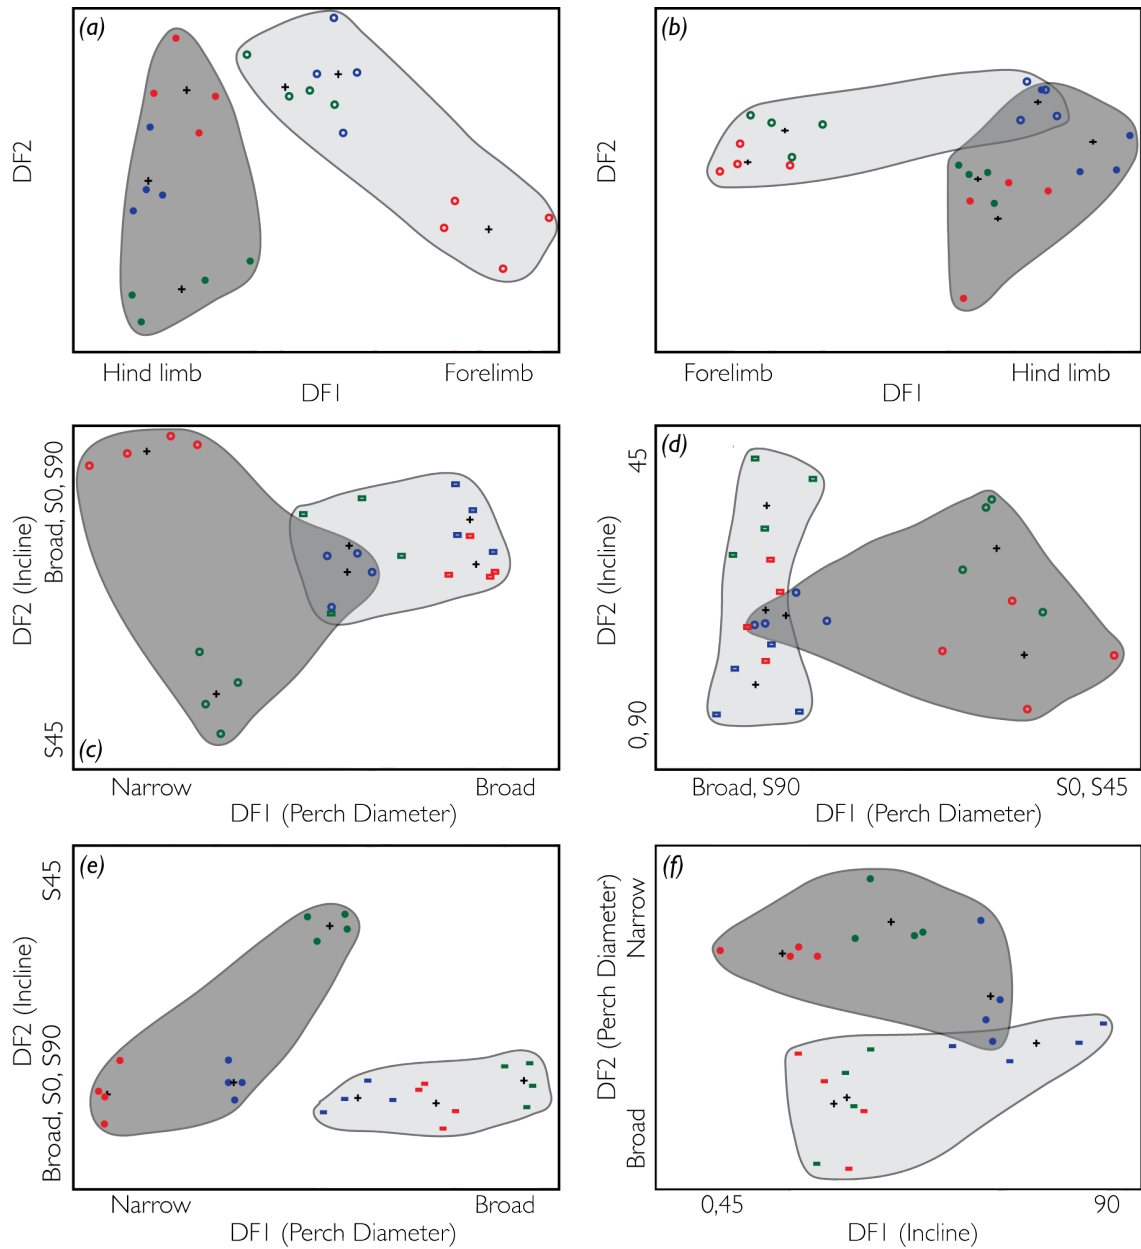 (a)
DF2
Hind limb
Forelimb
DF1
(b)
DF2
Forelimb
Hind limb
DF1
(c)
DF2 (Incline)
Broad, S0, S90
S45
Narrow
Broad
DF1 (Perch Diameter)
(d)
DF2 (Incline)
45
0, 90
Broad, S90
S0, S45
DF1 (Perch Diameter)
(e)
DF2 (Incline)
S45
Broad, S0, S90
Narrow
Broad
DF1 (Perch Diameter)
(f)
DF2 (Perch Diameter)
Narrow
Broad
0,45
90
DF1 (Incline)